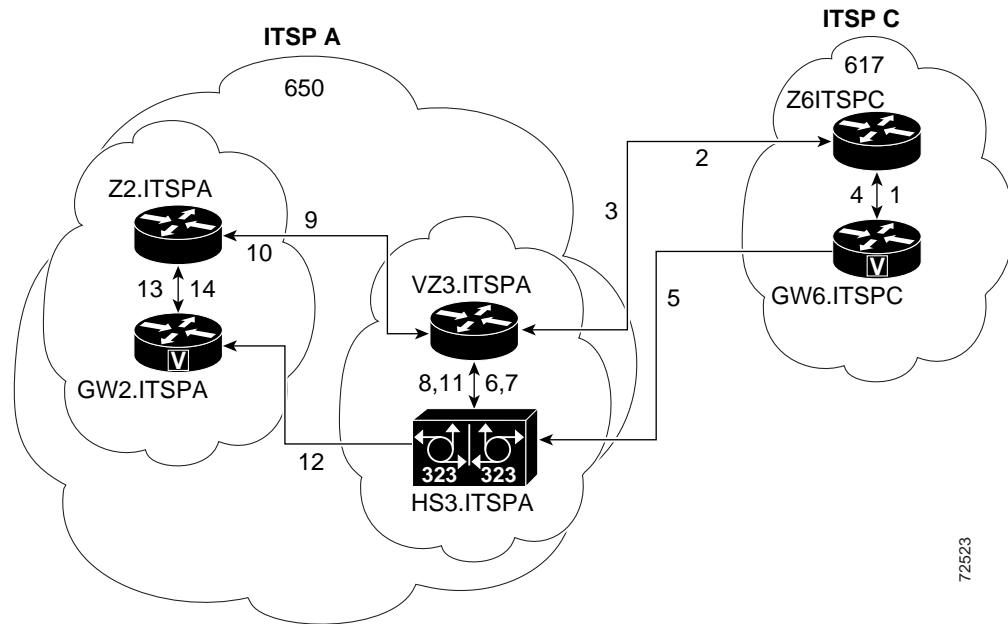 ITSP A
ITSP C
650
617
Z6ITSPC
2
Z2.ITSPA
9
3
4 1
10
VZ3.ITSPA
V
13 14
5
GW6.ITSPC
V
8,11 6,7
GW2.ITSPA
12
323 323
HS3.ITSPA
72523